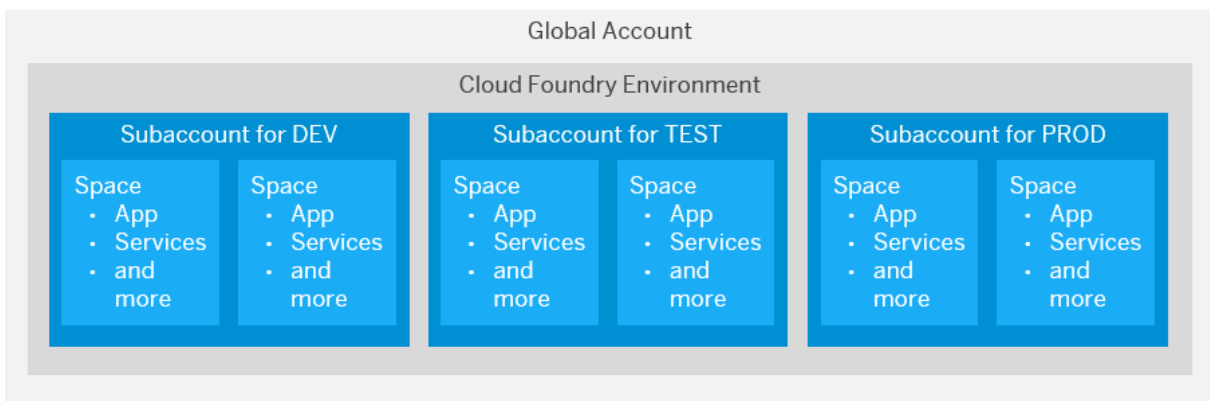 Global Account
Cloud Foundry Environment
Subaccount for DEV
Space
• App
• Services
• and
more
Space
• App
• Services
• and
more
Subaccount for TEST
Space
• App
• Services
• and
more
Space
• App
• Services
• and
more
Subaccount for PROD
Space
• App
• Services
• and
more
Space
• App
• Services
• and
more